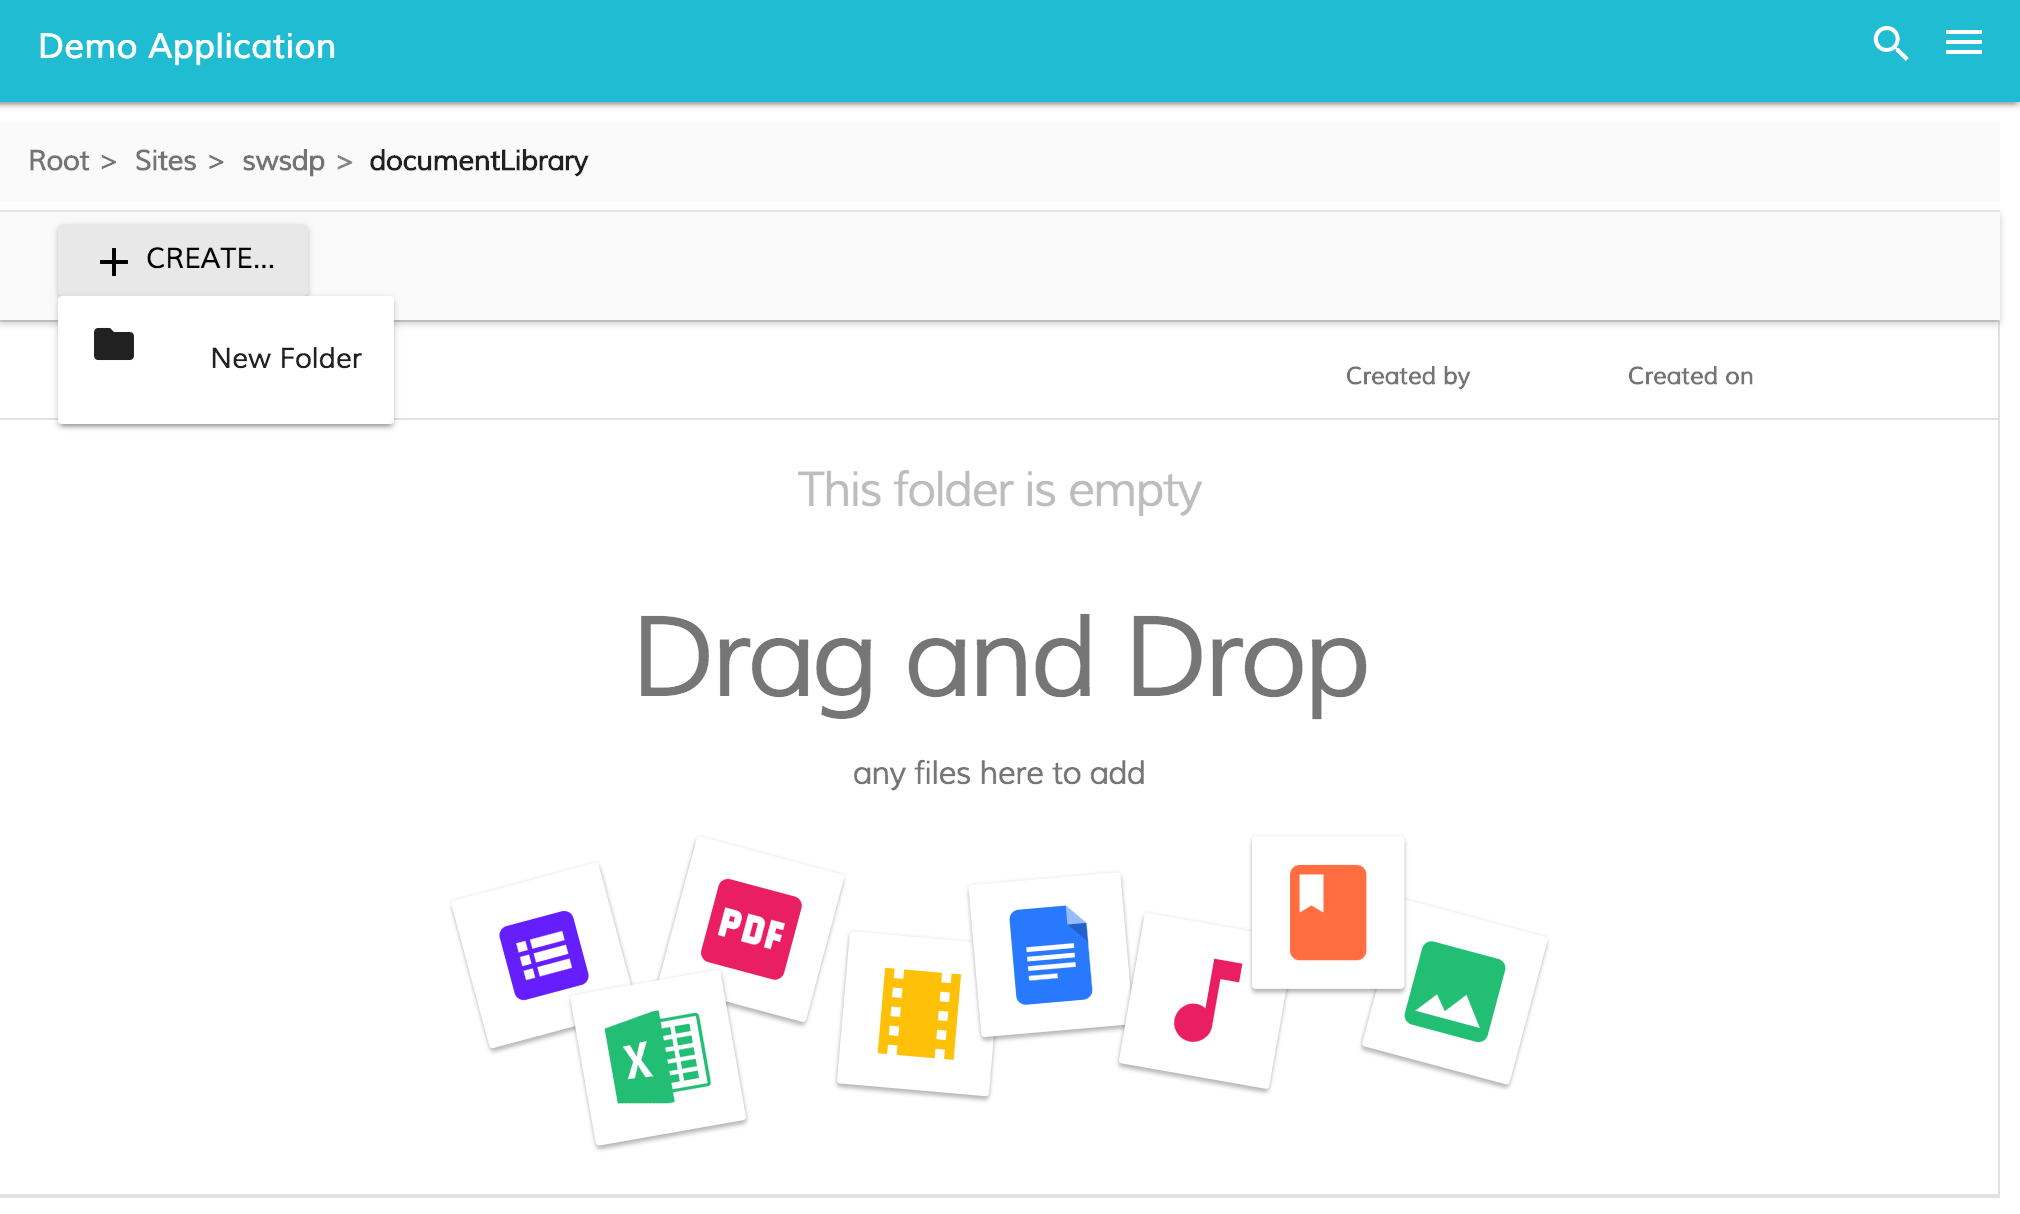 Demo Application
Root > Sites > swsdp > documentLibrary
CREATE...
New Folder
Created by Created on
This folder is empty
Drag and Drop
any files here to add
PDF
X